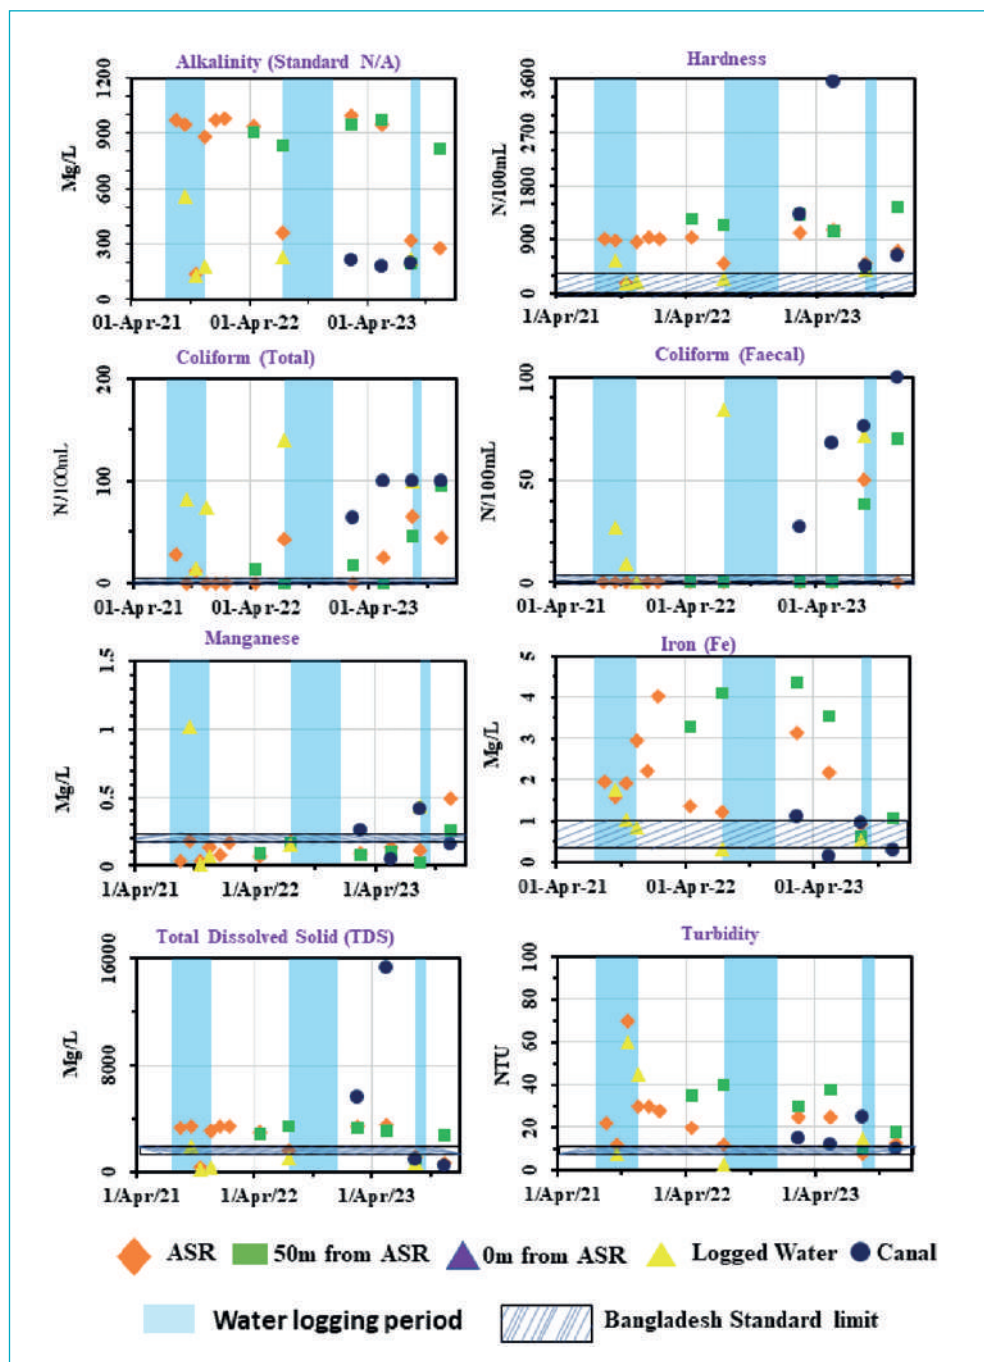 Alkalinity (Standard N/A)
Mg/L
1200
900
600
300
0
01-Apr-21 01-Apr-22 01-Apr-23
Hardness
N/100mL
3600
2700
1800
900
0
1/Apr/21 1/Apr/22 1/Apr/23
Coliform (Total)
N/100mL
200
100
0
01-Apr-21 01-Apr-22 01-Apr-23
Coliform (Faecal)
N/100mL
100
50
0
01-Apr-21 01-Apr-22 01-Apr-23
Manganese
Mg/L
1.5
1
0.5
0
1/Apr/21 1/Apr/22 1/Apr/23
Iron (Fe)
Mg/L
5
4
3
2
1
0
01-Apr-21 01-Apr-22 01-Apr-23
Total Dissolved Solid (TDS)
Mg/L
16000
8000
0
1/Apr/21 1/Apr/22 1/Apr/23
Turbidity
NTU
100
80
60
40
20
0
1/Apr/21 1/Apr/22 1/Apr/23
ASR 50m from ASR 0m from ASR Logged Water Canal
Water logging period Bangladesh Standard limit